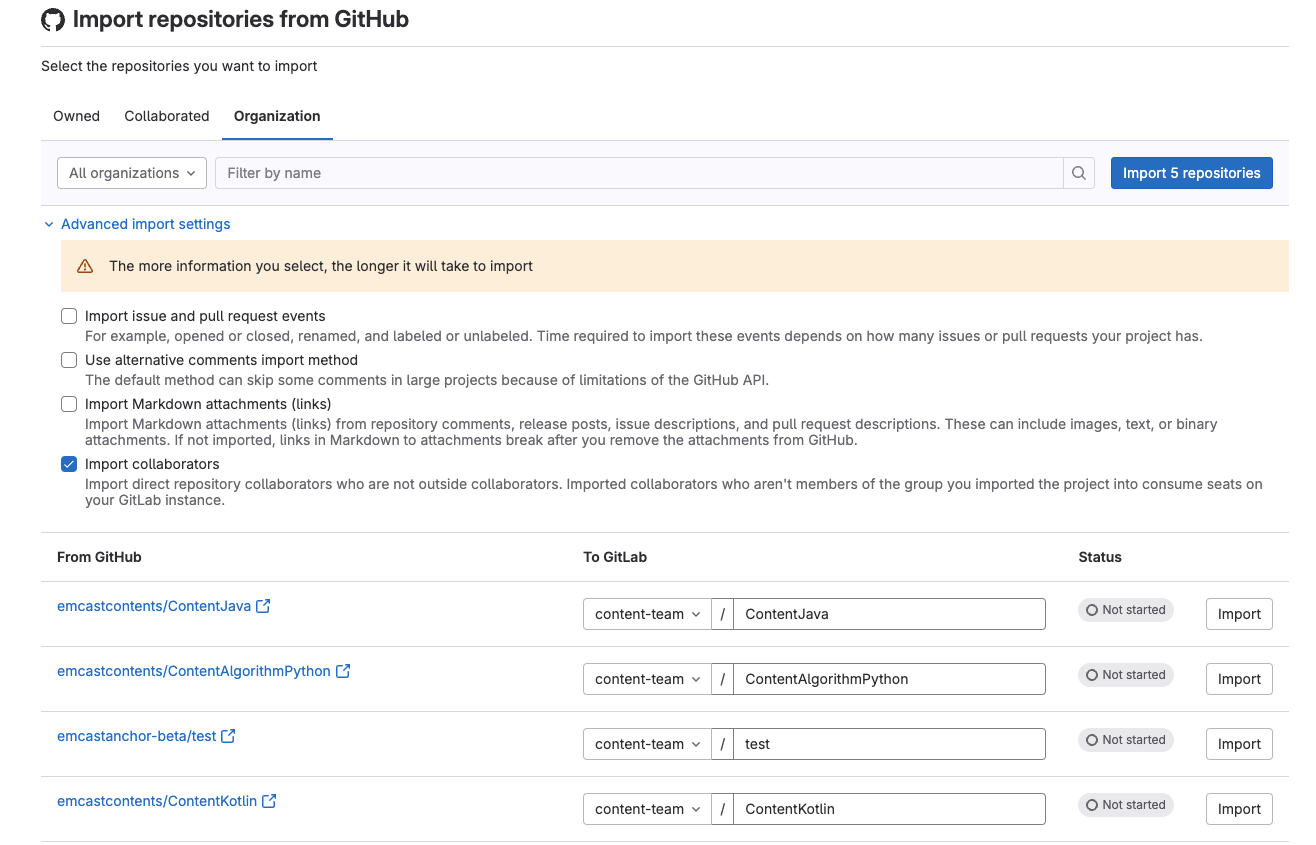 Import repositories from GitHub
Select the repositories you want to import
Owned Collaborated Organization
All organizations Filter by name Import 5 repositories
Advanced import settings
The more information you select, the longer it will take to import
Import issue and pull request events
For example, opened or closed, renamed, and labeled or unlabeled. Time required to import these events depends on how many issues or pull requests your project has.
Use alternative comments import method
The default method can skip some comments in large projects because of limitations of the GitHub API.
Import Markdown attachments (links)
Import Markdown attachments (links) from repository comments, release posts, issue descriptions, and pull request descriptions. These can include images, text, or binary
attachments. If not imported, links in Markdown to attachments break after you remove the attachments from GitHub.
Import collaborators
Import direct repository collaborators who are not outside collaborators. Imported collaborators who aren't members of the group you imported the project into consume seats on
your GitLab instance.
From GitHub To GitLab Status
emcastcontents/ContentJava content-team / ContentJava Not started Import
emcastcontents/ContentAlgorithmPython content-team / ContentAlgorithmPython Not started Import
emcastanchor-beta/test content-team / test Not started Import
emcastcontents/ContentKotlin content-team / ContentKotlin Not started Import